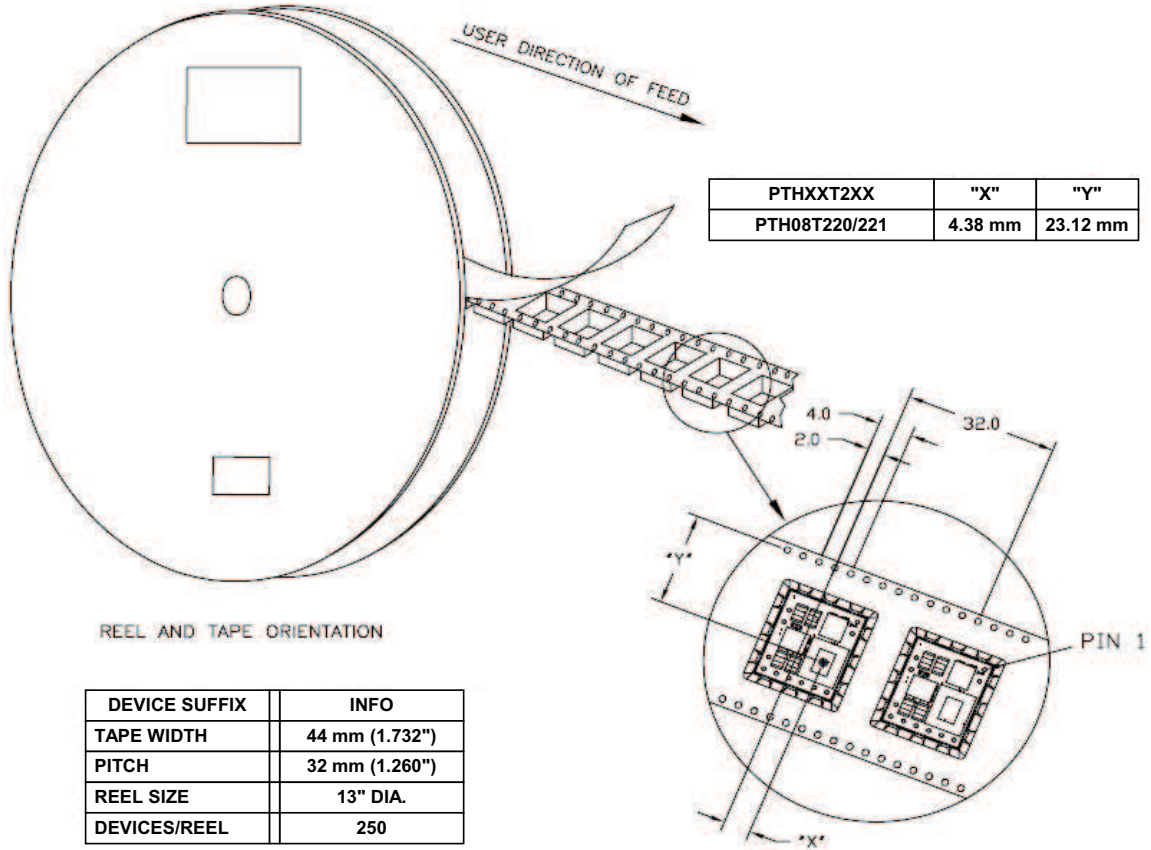 USER DIRECTION OF FEED
PTHXXT2XX "X" "Y"
PTH08T220/221 4.38 mm 23.12 mm
4.0
2.0
32.0
"Y"
PIN 1
"X"
REEL AND TAPE ORIENTATION
DEVICE SUFFIX INFO
TAPE WIDTH 44 mm (1.732")
PITCH 32 mm (1.260")
REEL SIZE 13" DIA.
DEVICES/REEL 250